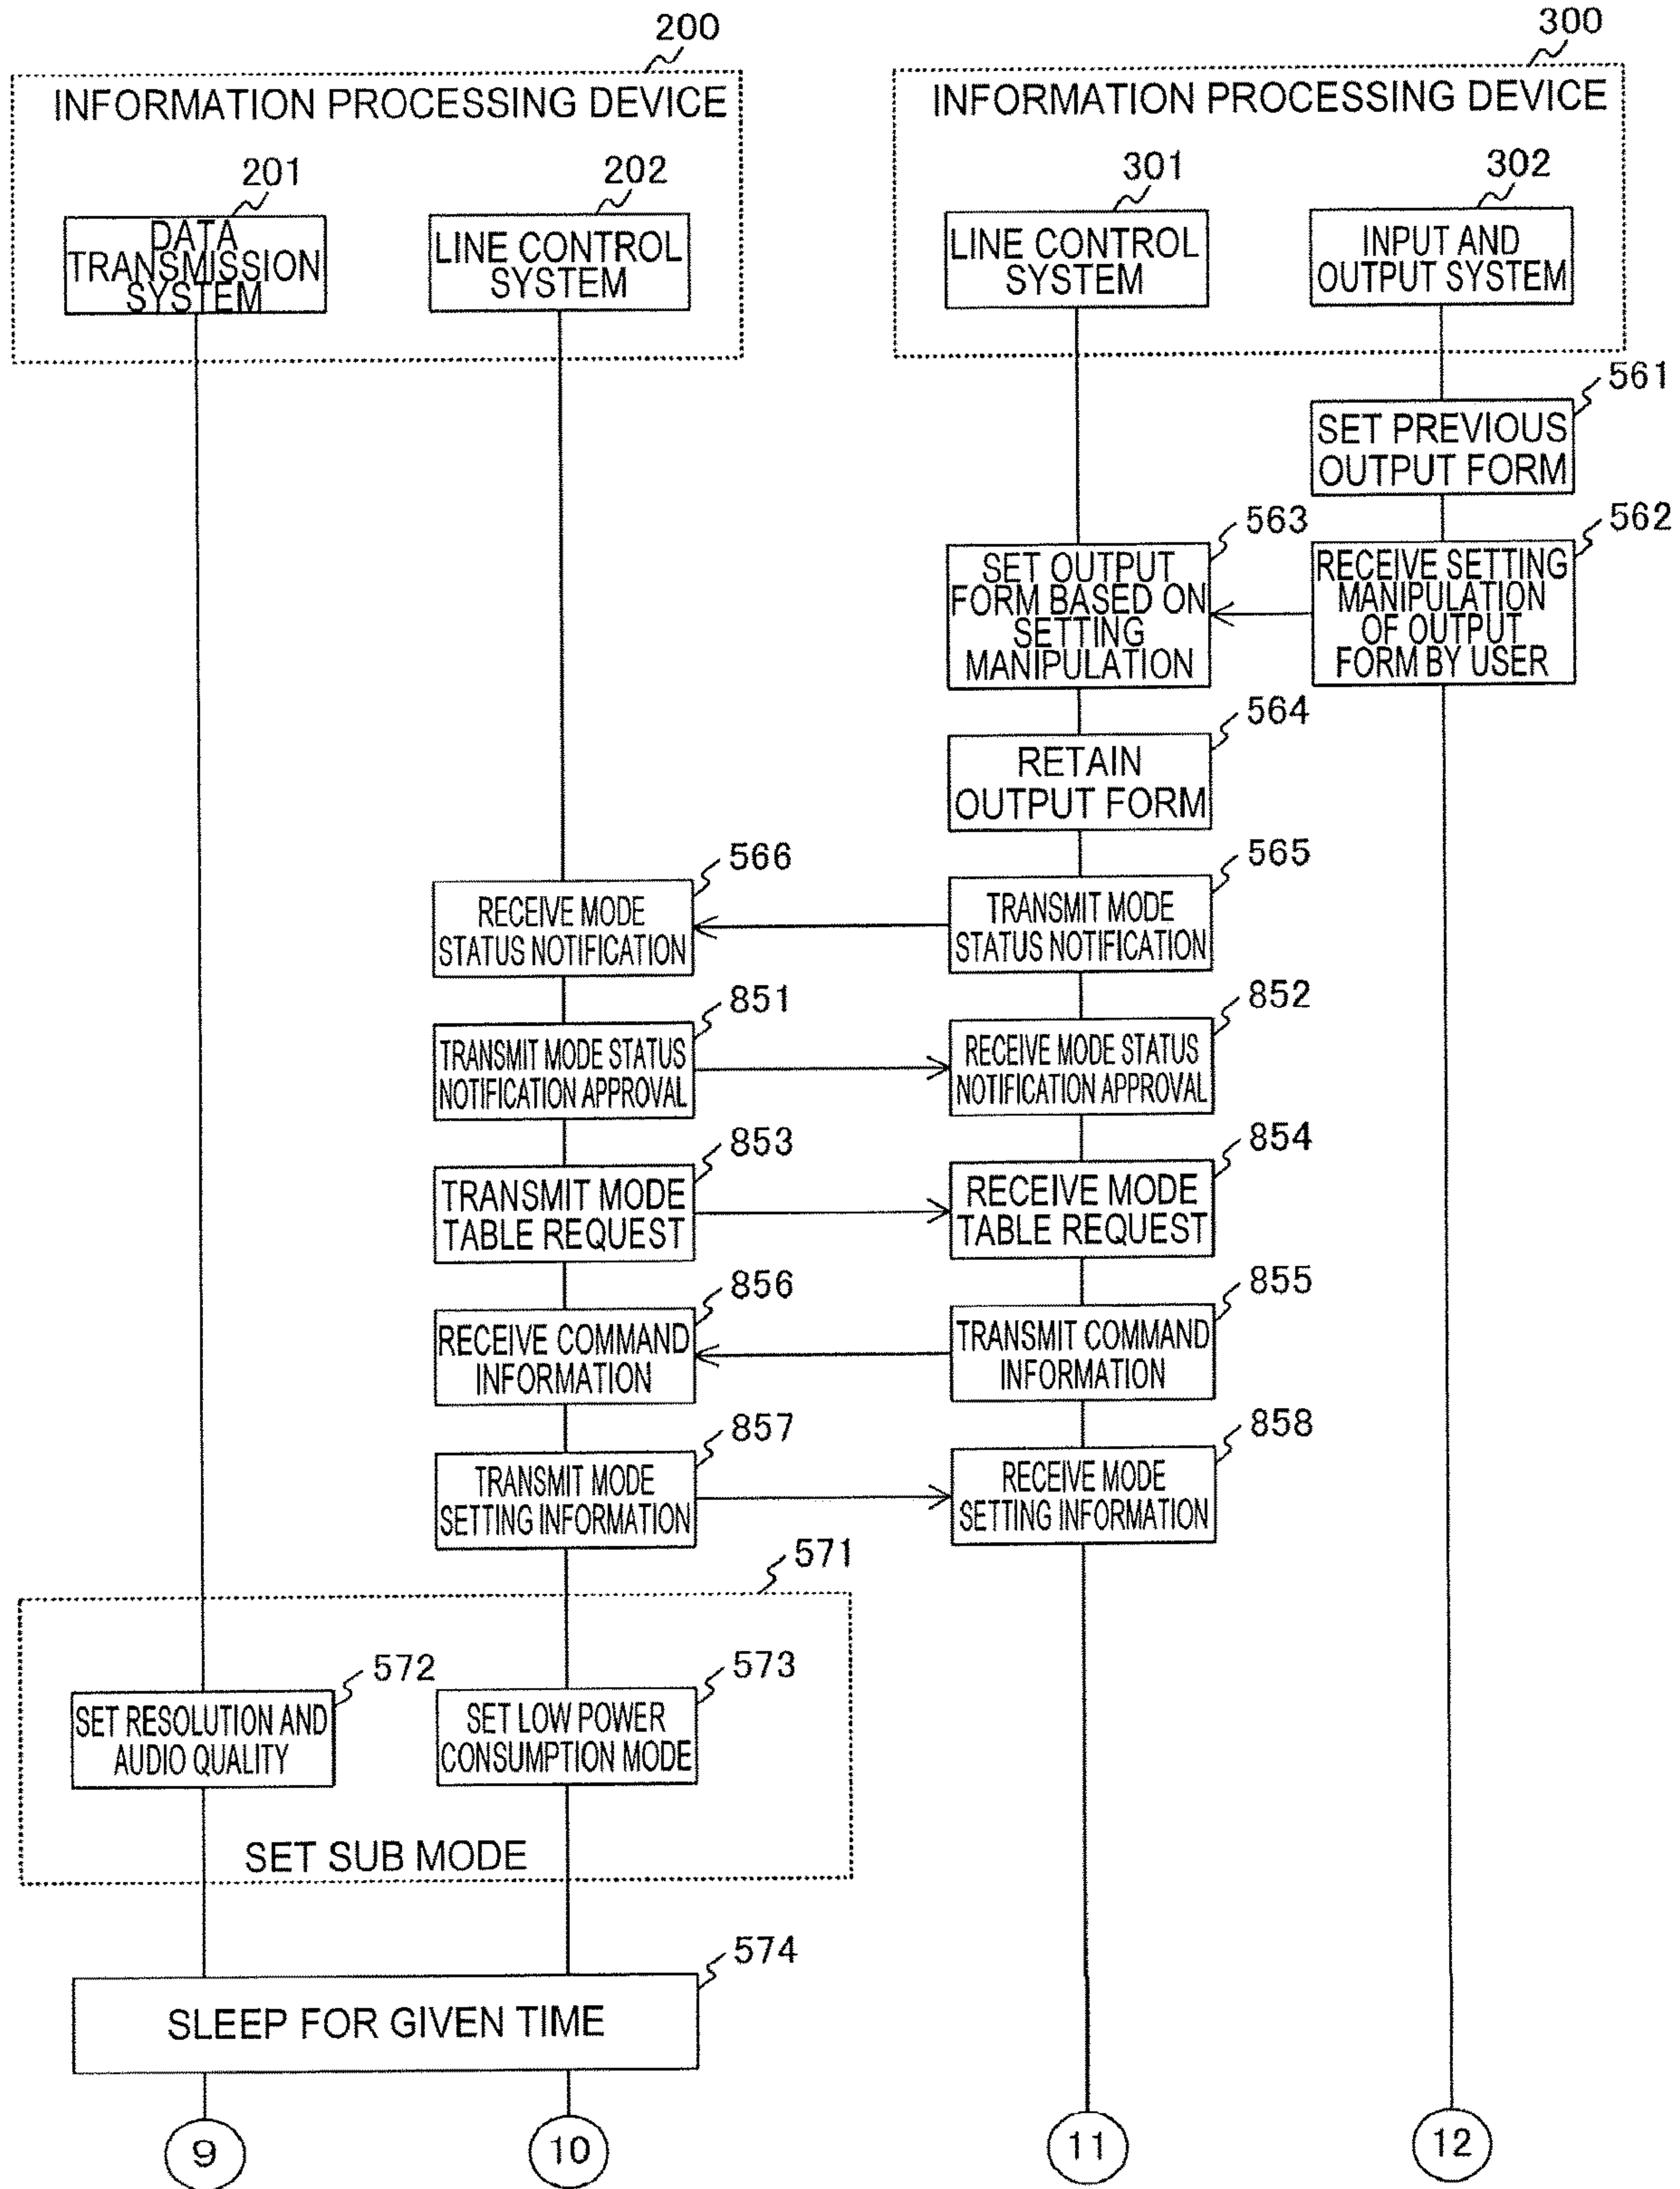 200
300
INFORMATION PROCESSING DEVICE
INFORMATION PROCESSING DEVICE
201
202
301
302
DATA
TRANSMISSION
SYSTEM
LINE CONTROL
SYSTEM
LINE CONTROL
SYSTEM
INPUT AND
OUTPUT SYSTEM
561
SET PREVIOUS
OUTPUT FORM
563
562
SET OUTPUT
FORM BASED ON
SETTING
MANIPULATION
RECEIVE SETTING
MANIPULATION
OF OUTPUT
FORM BY USER
564
RETAIN
OUTPUT FORM
566
565
RECEIVE MODE
STATUS NOTIFICATION
TRANSMIT MODE
STATUS NOTIFICATION
851
852
TRANSMIT MODE STATUS
NOTIFICATION APPROVAL
RECEIVE MODE STATUS
NOTIFICATION APPROVAL
853
854
TRANSMIT MODE
TABLE REQUEST
RECEIVE MODE
TABLE REQUEST
856
855
RECEIVE COMMAND
INFORMATION
TRANSMIT COMMAND
INFORMATION
857
858
TRANSMIT MODE
SETTING INFORMATION
RECEIVE MODE
SETTING INFORMATION
571
572
573
SET RESOLUTION AND
AUDIO QUALITY
SET LOW POWER
CONSUMPTION MODE
SET SUB MODE
574
SLEEP FOR GIVEN TIME
9
10
11
12